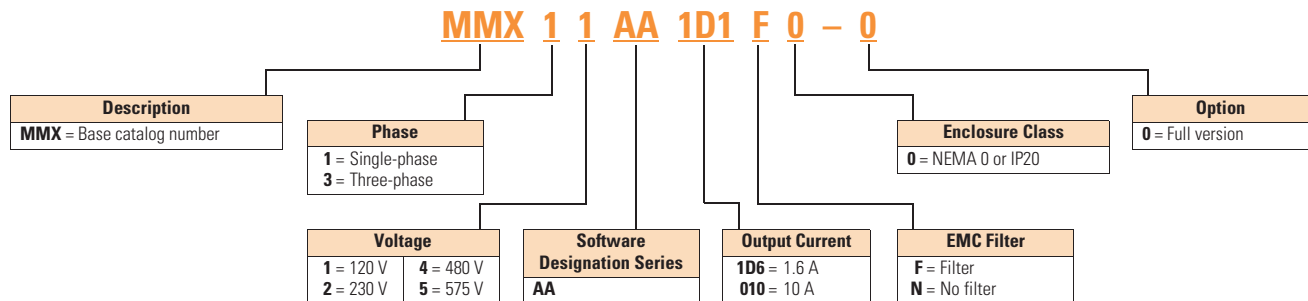 MMX 1 1 AA 1D1 F 0 – 0
Description
MMX = Base catalog number
Phase
1 = Single-phase
3 = Three-phase
Enclosure Class
0 = NEMA 0 or IP20
Option
0 = Full version
Voltage
1 = 120 V 4 = 480 V
2 = 230 V 5 = 575 V
Software
Designation Series
AA
Output Current
1D6 = 1.6 A
010 = 10 A
EMC Filter
F = Filter
N = No filter